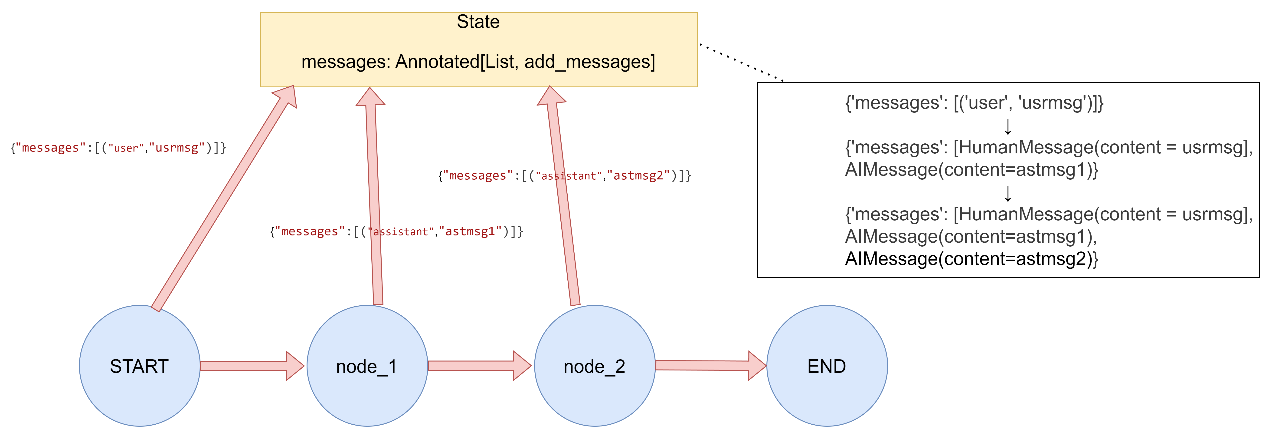 State
messages: Annotated[List, add_messages]
{'messages': [('user', 'usrmsg')]}
↓
{'messages': [HumanMessage(content = usrmsg],
AIMessage(content=astmsg1)}
↓
{'messages': [HumanMessage(content = usrmsg],
AIMessage(content=astmsg1),
AIMessage(content=astmsg2)}
{"messages":[("user","usrmsg")]}
{"messages":[("assistant","astmsg2")]}
{"messages":[("assistant","astmsg1")]}
START
node_1
node_2
END